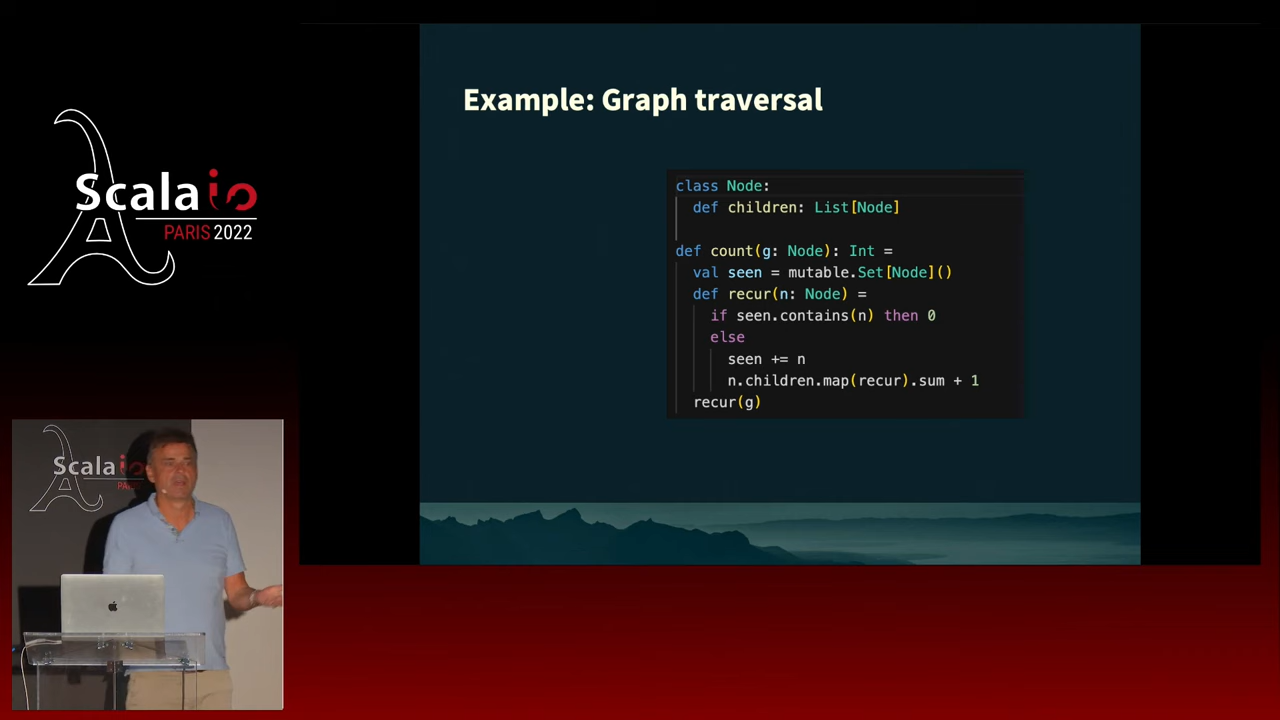 Scala io
PARIS 2022
Example: Graph traversal
class Node:
  def children: List[Node]
def count(g: Node): Int =
  val seen = mutable.Set[Node]()
  def recur(n: Node) =
    if seen.contains(n) then 0
    else
      seen += n
      n.children.map(recur).sum + 1
  recur(g)
Scala io